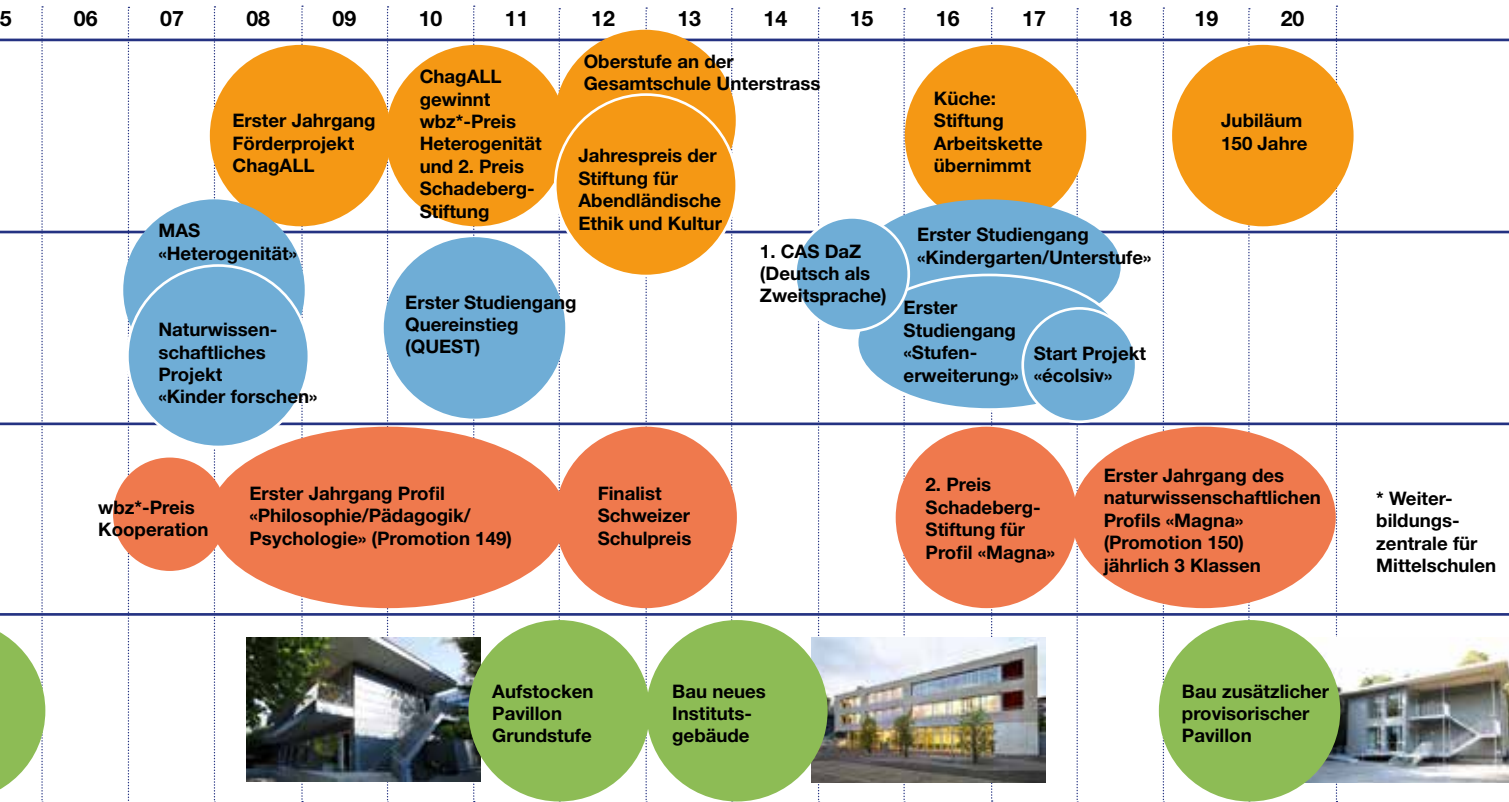 5 06 07 08 09 10 11 12 13 14 15 16 17 18 19 20
Erster Jahrgang
Förderprojekt
ChagALL
ChagALL
gewinnt
wbz*-Preis
Heterogenität
und 2. Preis
Schadeberg-
Stiftung
Oberstufe an der
Gesamtschule Unterstrass
Jahrespreis der
Stiftung für
Abendländische
Ethik und Kultur
Küche:
Stiftung
Arbeitskette
übernimmt
Jubiläum
150 Jahre
MAS
«Heterogenität»
Naturwissen-
schaftliches
Projekt
«Kinder forschen»
Erster Studiengang
Quereinstieg
(QUEST)
1. CAS DaZ
(Deutsch als
Zweitsprache)
Erster Studiengang
«Kindergarten/Unterstufe»
Erster
Studiengang
«Stufen-
erweiterung»
Start Projekt
«écolsiv»
wbz*-Preis
Kooperation
Erster Jahrgang Profil
«Philosophie/Pädagogik/
Psychologie» (Promotion 149)
Finalist
Schweizer
Schulpreis
2. Preis
Schadeberg-
Stiftung für
Profil «Magna»
Erster Jahrgang des
naturwissenschaftlichen
Profils «Magna»
(Promotion 150)
jährlich 3 Klassen
* Weiter-
bildungs-
zentrale für
Mittelschulen
Aufstocken
Pavillon
Grundstufe
Bau neues
Instituts-
gebäude
Bau zusätzlicher
provisorischer
Pavillon